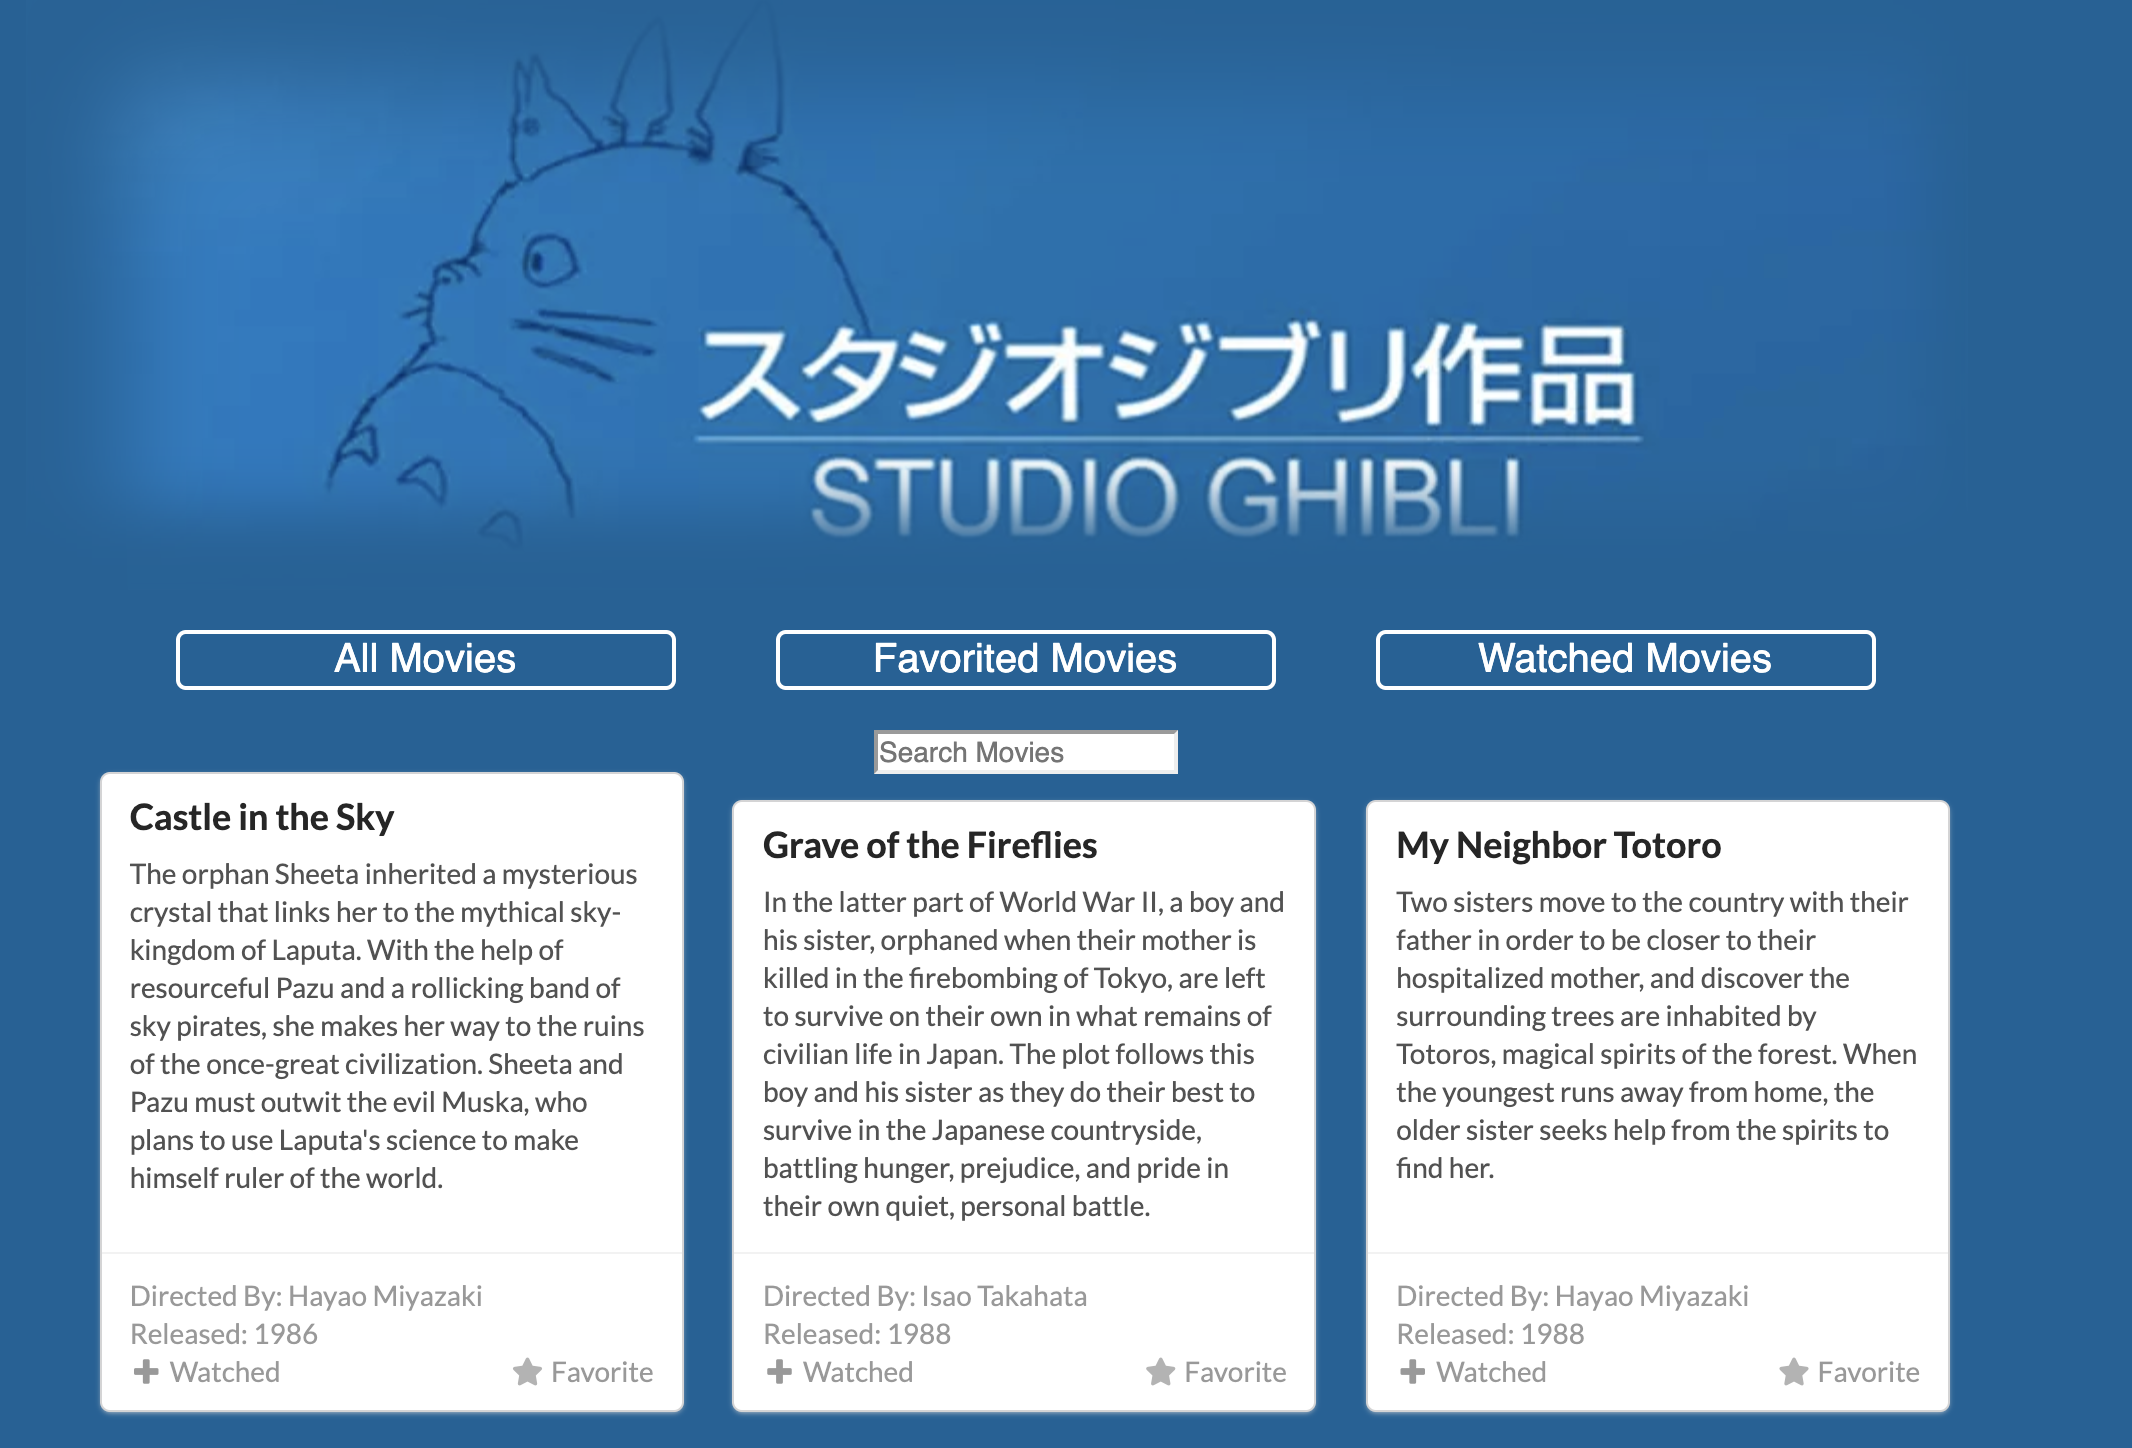 スタジオジブリ作品
STUDIO GHIBLI
All Movies
Favorited Movies
Watched Movies
Search Movies
Castle in the Sky
The orphan Sheeta inherited a mysterious
crystal that links her to the mythical sky-
kingdom of Laputa. With the help of
resourceful Pazu and a rollicking band of
sky pirates, she makes her way to the ruins
of the once-great civilization. Sheeta and
Pazu must outwit the evil Muska, who
plans to use Laputa's science to make
himself ruler of the world.
Directed By: Hayao Miyazaki
Released: 1986
Watched
Favorite
Grave of the Fireflies
In the latter part of World War II, a boy and
his sister, orphaned when their mother is
killed in the firebombing of Tokyo, are left
to survive on their own in what remains of
civilian life in Japan. The plot follows this
boy and his sister as they do their best to
survive in the Japanese countryside,
battling hunger, prejudice, and pride in
their own quiet, personal battle.
Directed By: Isao Takahata
Released: 1988
Watched
Favorite
My Neighbor Totoro
Two sisters move to the country with their
father in order to be closer to their
hospitalized mother, and discover the
surrounding trees are inhabited by
Totoros, magical spirits of the forest. When
the youngest runs away from home, the
older sister seeks help from the spirits to
find her.
Directed By: Hayao Miyazaki
Released: 1988
Watched
Favorite